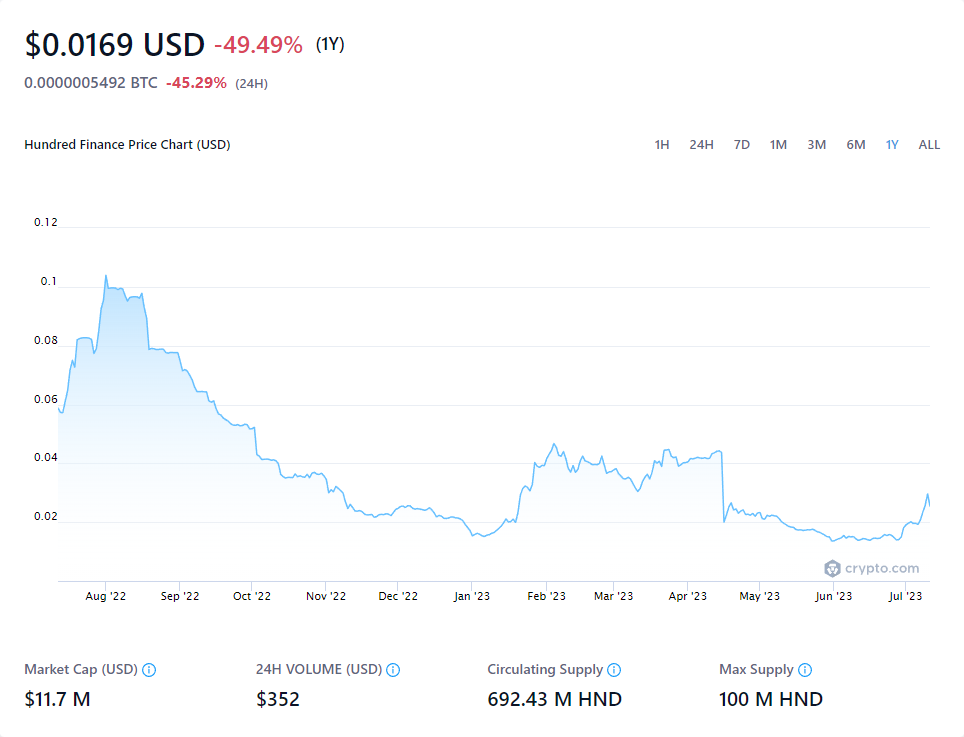 $0.0169 USD -49.49% (1Y)
0.0000005492 BTC -45.29% (24H)
Hundred Finance Price Chart (USD) 1H 24H 7D 1M 3M 6M 1Y ALL
0.12
0.1
0.08
0.06
0.04
0.02
crypto.com
Aug '22 Sep '22 Oct '22 Nov '22 Dec '22 Jan '23 Feb '23 Mar '23 Apr '23 May '23 Jun '23 Jul '23
Market Cap (USD) 24H VOLUME (USD) Circulating Supply Max Supply
$11.7 M $352 692.43 M HND 100 M HND